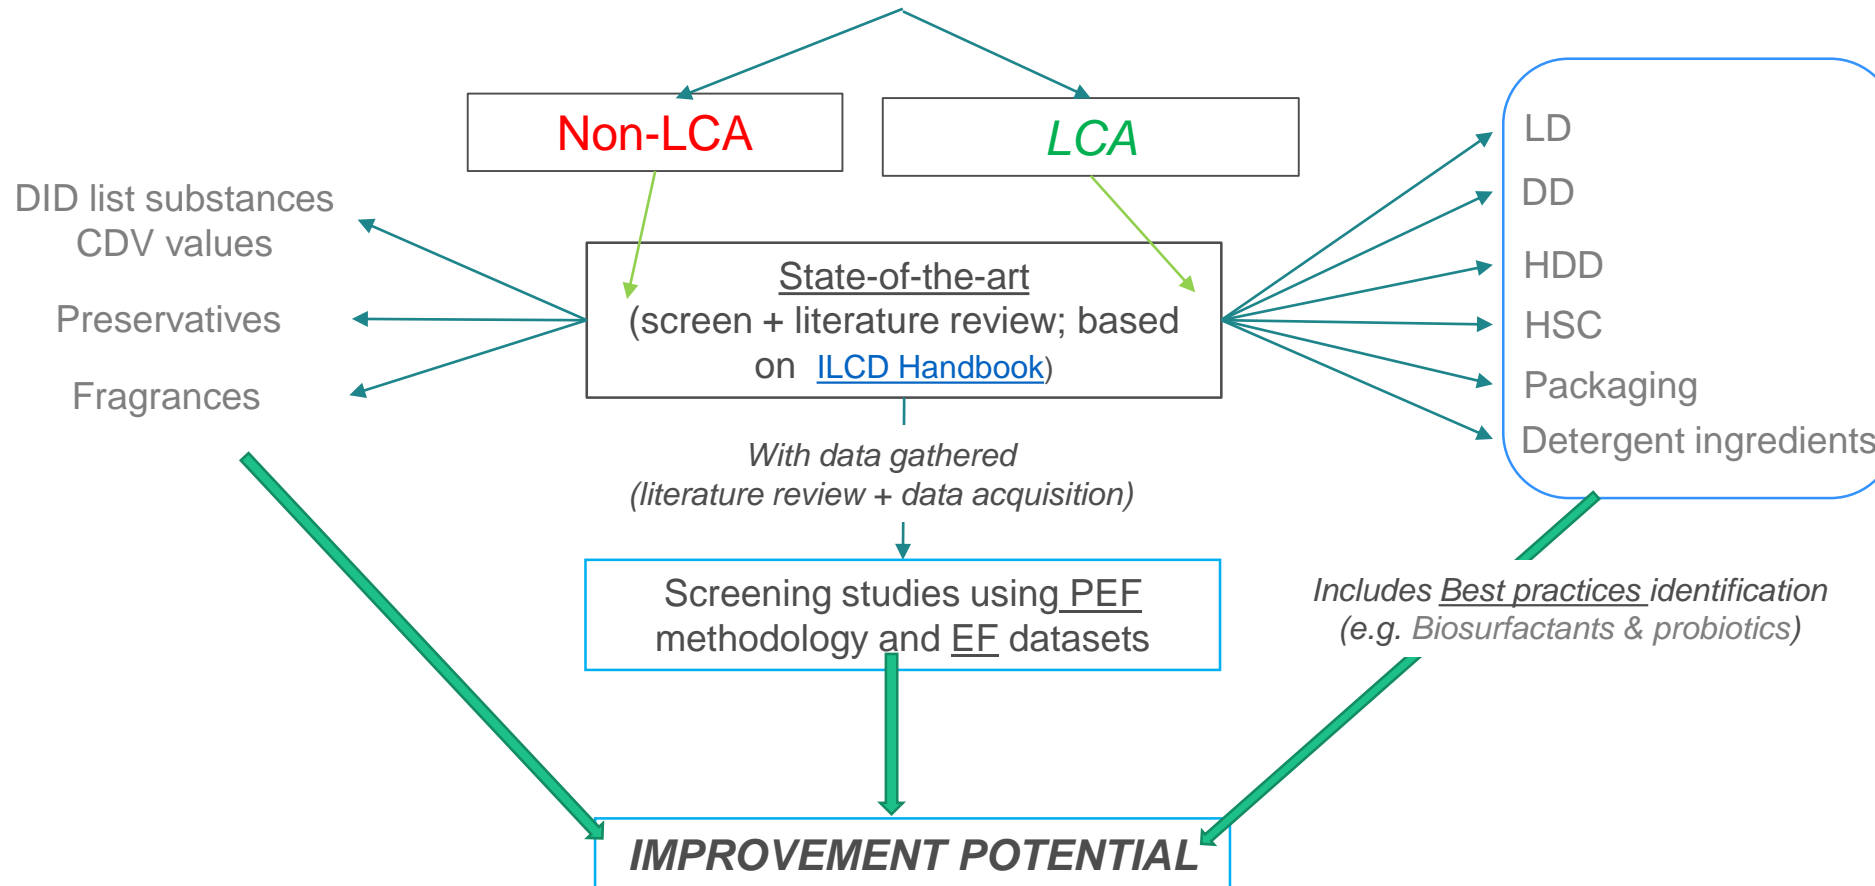 Non-LCA
LCA
DID list substances
CDV values
Preservatives
Fragrances
State-of-the-art
(screen + literature review; based
on ILCD Handbook)
LD
DD
HDD
HSC
Packaging
Detergent ingredients
With data gathered
(literature review + data acquisition)
Screening studies using PEF
methodology and EF datasets
Includes Best practices identification
(e.g. Biosurfactants & probiotics)
IMPROVEMENT POTENTIAL